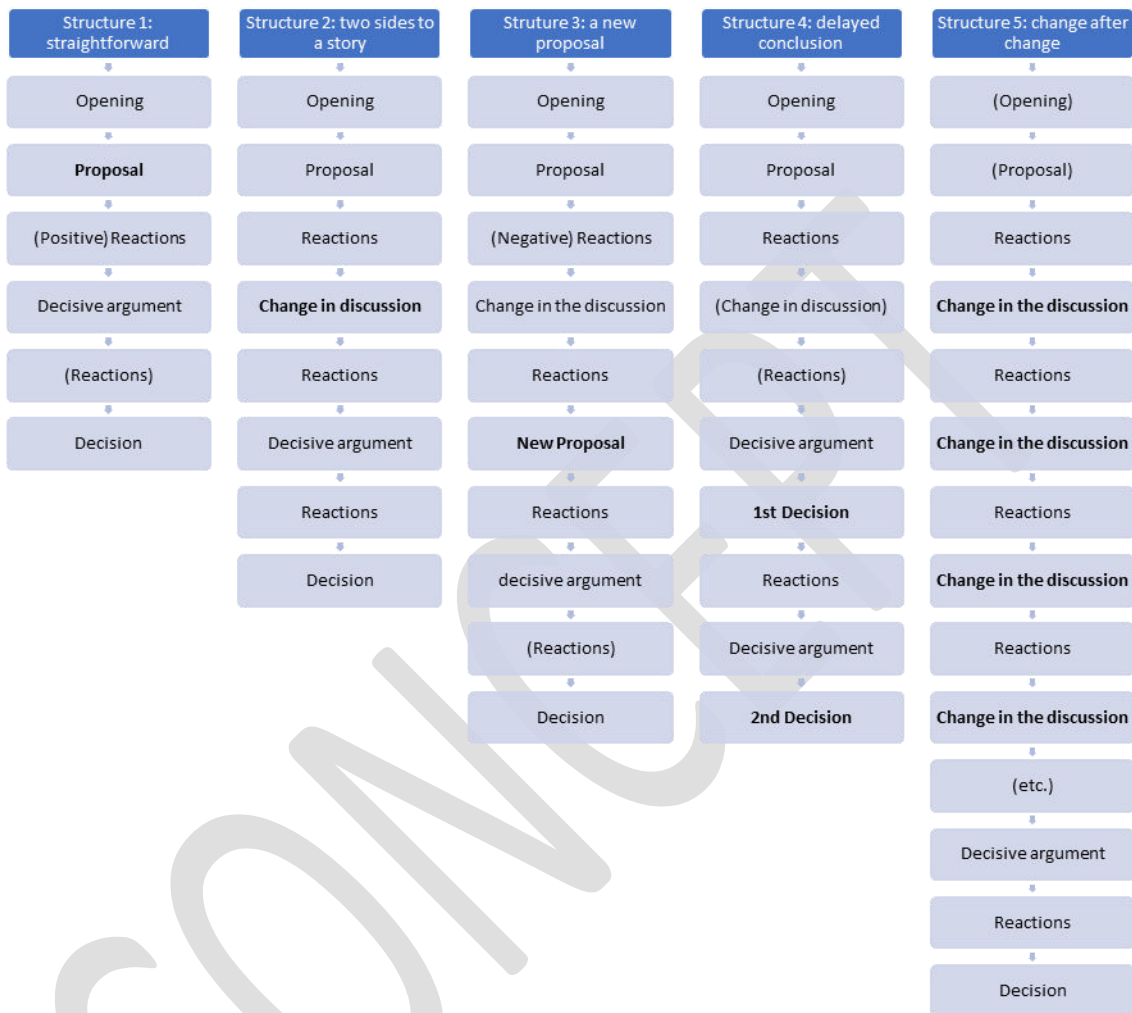 Structure 1:
straightforward
Opening
Proposal
(Positive) Reactions
Decisive argument
(Reactions)
Decision
Structure 2: two sides to
a story
Opening
Proposal
Reactions
Change in discussion
Reactions
Decisive argument
Reactions
Decision
Struture 3: a new
proposal
Opening
Proposal
(Negative) Reactions
Change in the discussion
Reactions
New Proposal
Reactions
decisive argument
(Reactions)
Decision
Structure 4: delayed
conclusion
Opening
Proposal
Reactions
(Change in discussion)
(Reactions)
Decisive argument
1st Decision
Reactions
Decisive argument
2nd Decision
Structure 5: change after
change
(Opening)
(Proposal)
Reactions
Change in the discussion
Reactions
Change in the discussion
Reactions
Change in the discussion
Reactions
Change in the discussion
(etc.)
Decisive argument
Reactions
Decision
CONCEPT